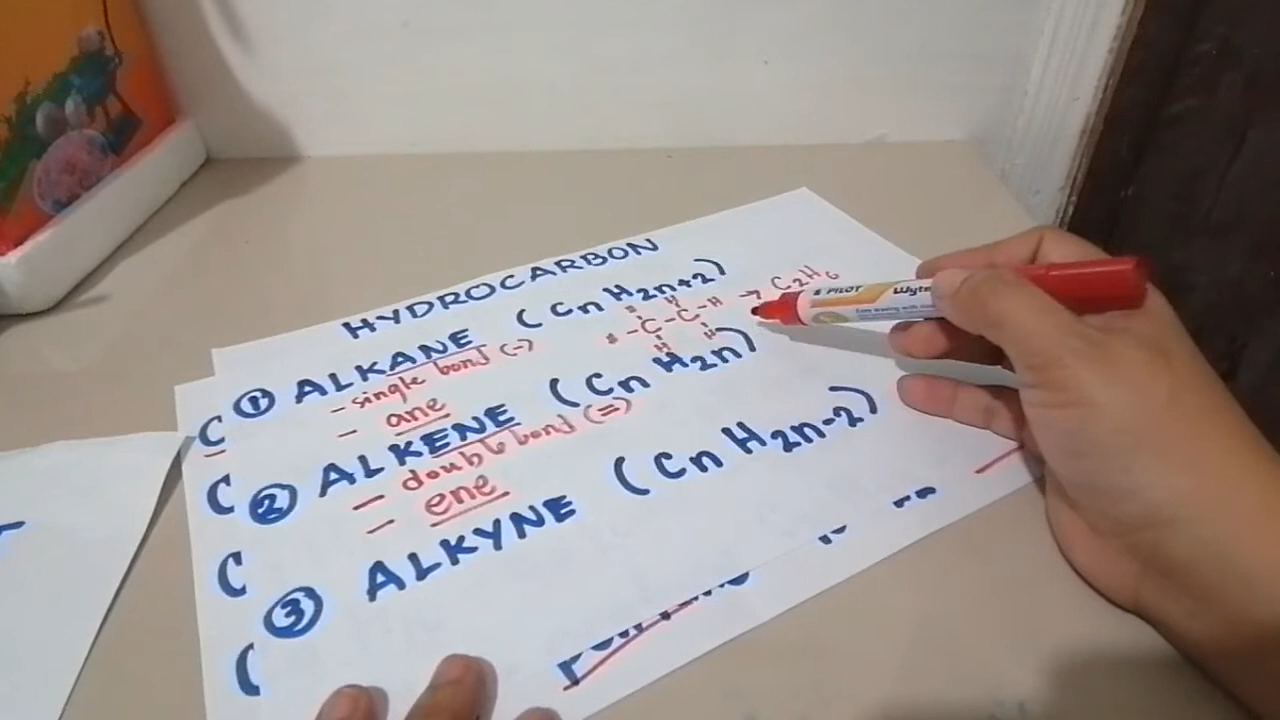 HYDROCARBON
① ALKANE (CnH2n+2)
- single bond (-)
- ane
H H
- C - C - H → C2H6
H H
② ALKENE (CnH2n)
- double bond (=)
- ene
③ ALKYNE (CnH2n-2)
C
C
C
C
PILOT Wyte